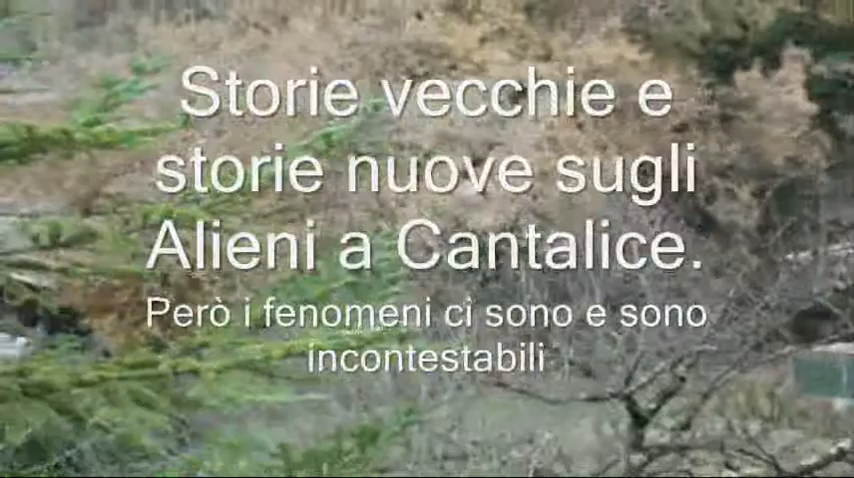 Storie vecchie e
storie nuove sugli
Alieni a Cantalice.
Però i fenomeni ci sono e sono
incontestabili